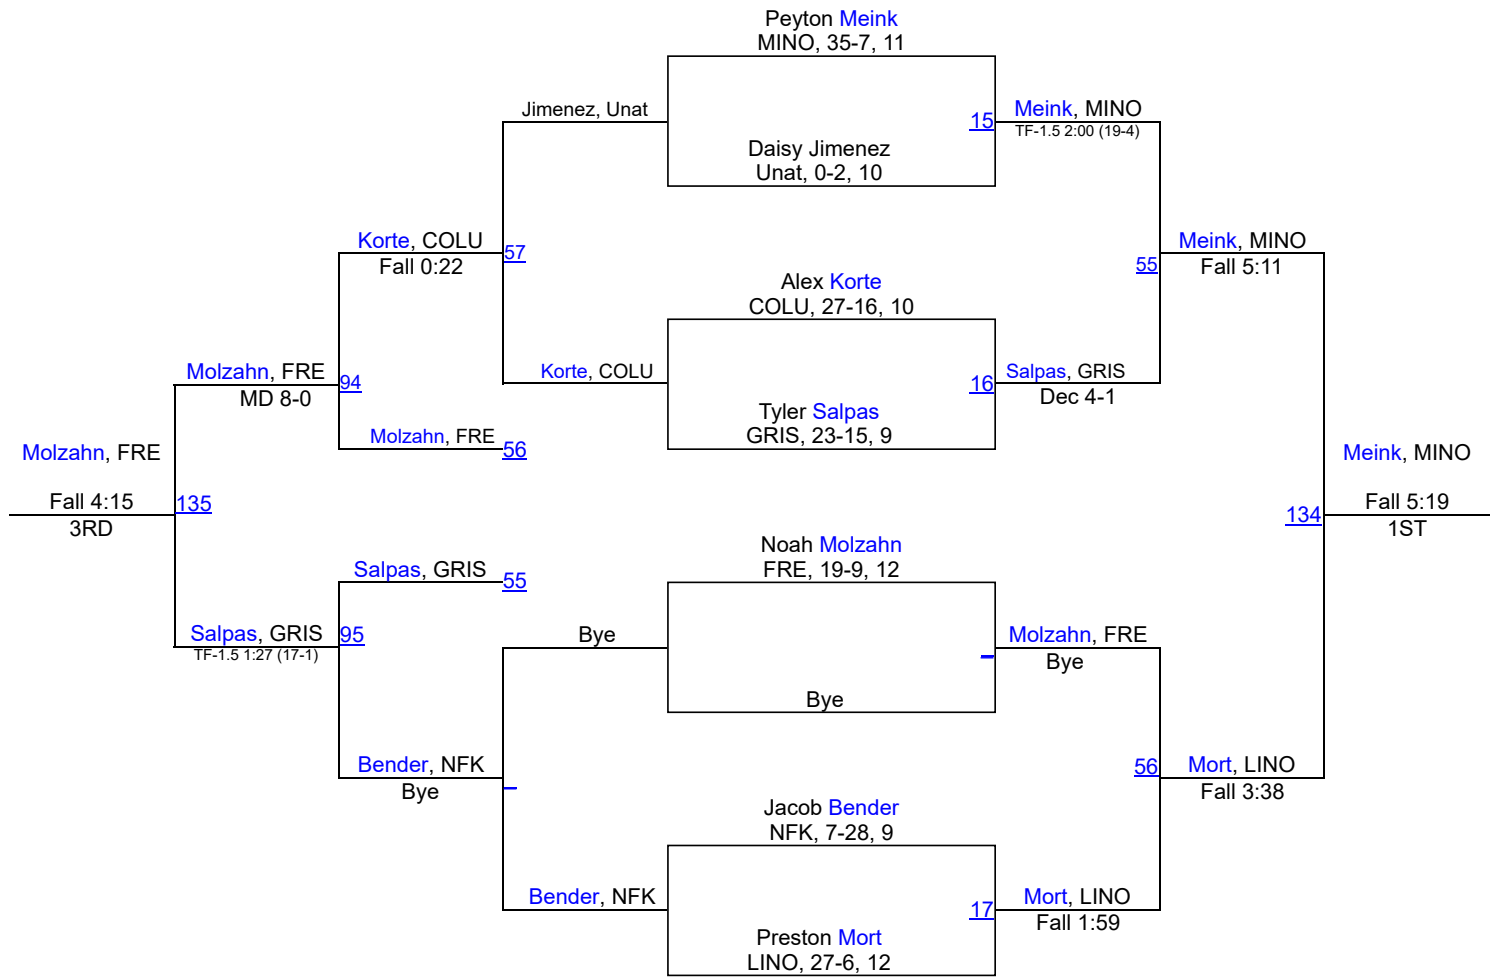 Peyton Meink
MINO, 35-7, 11
Jimenez, Unat
15
Meink, MINO
TF-1.5 2:00 (19-4)
Daisy Jimenez
Unat, 0-2, 10
Korte, COLU
Fall 0:22
57
55
Meink, MINO
Fall 5:11
Alex Korte
COLU, 27-16, 10
Molzahn, FRE
MD 8-0
94
Korte, COLU
16
Salpas, GRIS
Dec 4-1
Tyler Salpas
GRIS, 23-15, 9
Molzahn, FRE
56
Molzahn, FRE
Fall 4:15
3RD
135
Meink, MINO
134
Fall 5:19
1ST
Noah Molzahn
FRE, 19-9, 12
Salpas, GRIS
55
Salpas, GRIS
TF-1.5 1:27 (17-1)
95
Bye
Molzahn, FRE
Bye
Bye
Bender, NFK
Bye
56
Mort, LINO
Fall 3:38
Jacob Bender
NFK, 7-28, 9
Bender, NFK
17
Mort, LINO
Fall 1:59
Preston Mort
LINO, 27-6, 12